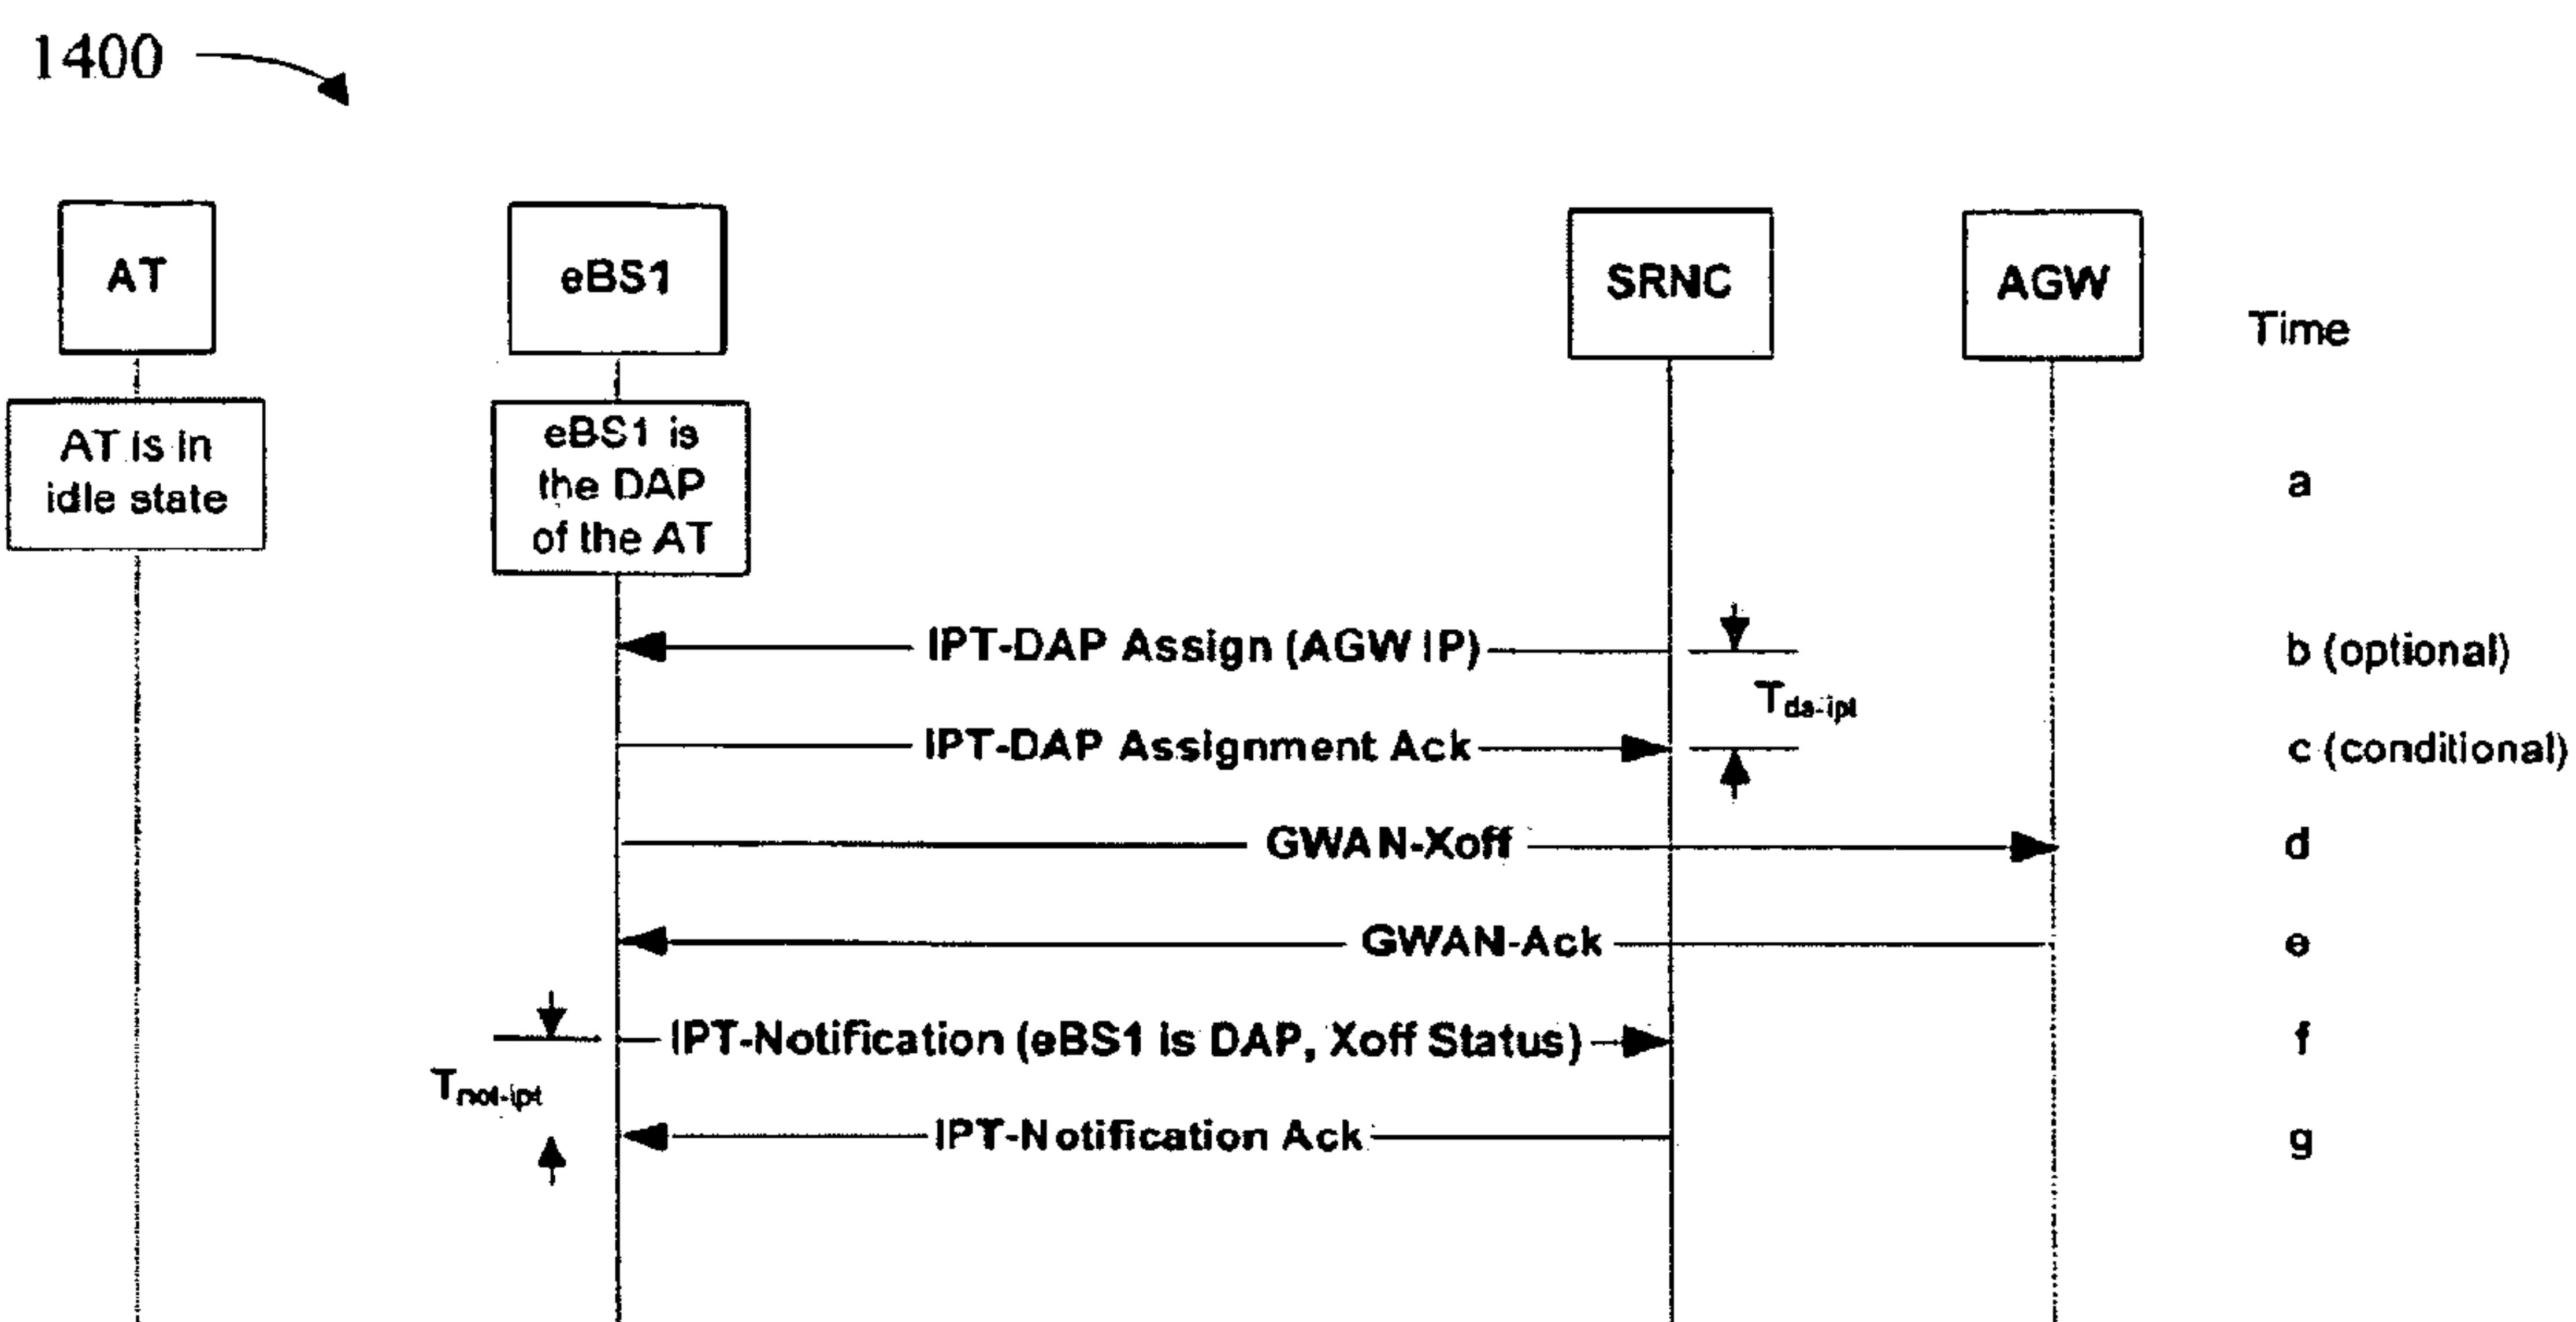 1400
AT
eBS1
SRNC
AGW
Time
AT is in
idle state
eBS1 is
the DAP
of the AT
a
IPT-DAP Assign (AGW IP)
b (optional)
Tds-ipt
IPT-DAP Assignment Ack
c (conditional)
GWAN-Xoff
d
GWAN-Ack
e
IPT-Notification (eBS1 is DAP, Xoff Status)
f
Tnot-ipt
IPT-Notification Ack
g